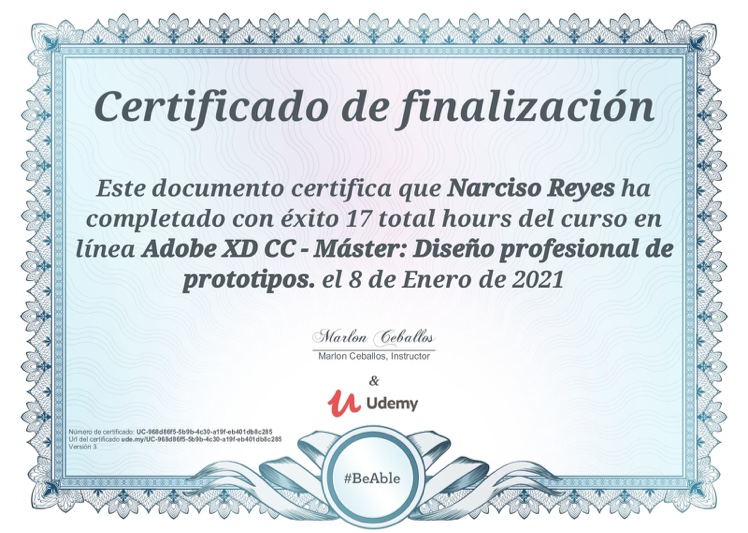 Certificado de finalización
Este documento certifica que Narciso Reyes ha
completado con éxito 17 total hours del curso en
línea Adobe XD CC - Máster: Diseño profesional de
prototipos. el 8 de Enero de 2021
Marlon Ceballos
Marlon Ceballos, Instructor
&
Udemy
Número de certificado: UC-968d86f5-5b9b-4c30-a19f-eb401db8c285
Url del certificado ude.my/UC-968d86f5-5b9b-4c30-a19f-eb401db8c285
Versión 3
#BeAble